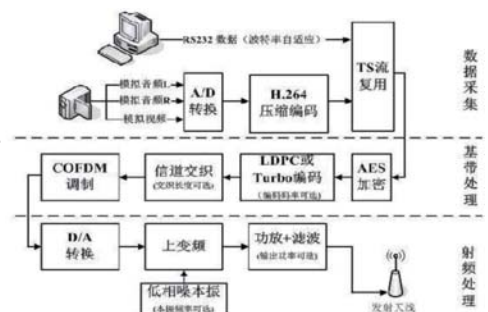 RS232 数据（波特率自适应）
模拟音频L
模拟音频R
模拟视频
A/D
转换
H.264
压缩编码
TS流
复用
数据采集
COFDM
调制
信道交织
(交织长度可选)
LDPC或
Turbo编码
（编码码率可选）
AES
加密
基带处理
D/A
转换
上变频
功放+滤波
(输出功率可选)
低相噪本振
(本振频率可选)
发射天线
射频处理